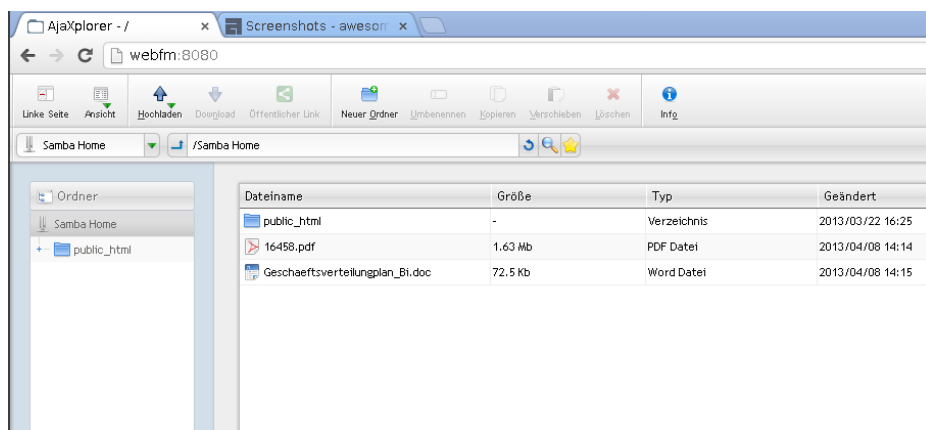 AjaXplorer - / Screenshots - awesom
webfm:8080
Linke Seite Ansicht Hochladen Download Öffentlicher Link Neuer Ordner Umbenennen Kopieren Verschieben Löschen Info
Samba Home /Samba Home
Ordner Dateiname Größe Typ Geändert
Samba Home public_html - Verzeichnis 2013/03/22 16:25
public_html 16458.pdf 1.63 Mb PDF Datei 2013/04/08 14:14
Geschaeftsverteilungplan_Bi.doc 72.5 Kb Word Datei 2013/04/08 14:15